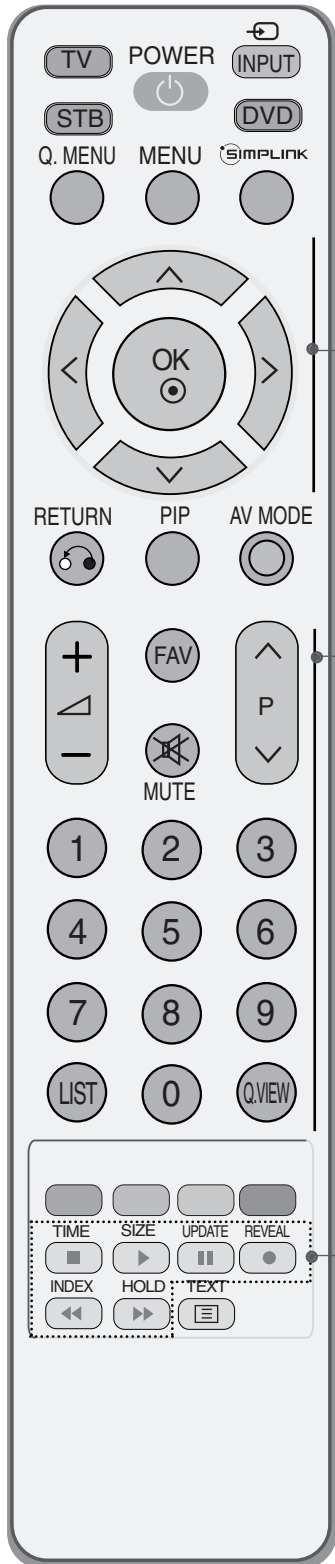 TV POWER INPUT
STB DVD
Q. MENU MENU SIMPLINK
OK
RETURN PIP AV MODE
FAV
P
MUTE
1 2 3
4 5 6
7 8 9
LIST 0 Q.VIEW
TIME SIZE UPDATE REVEAL
INDEX HOLD TEXT